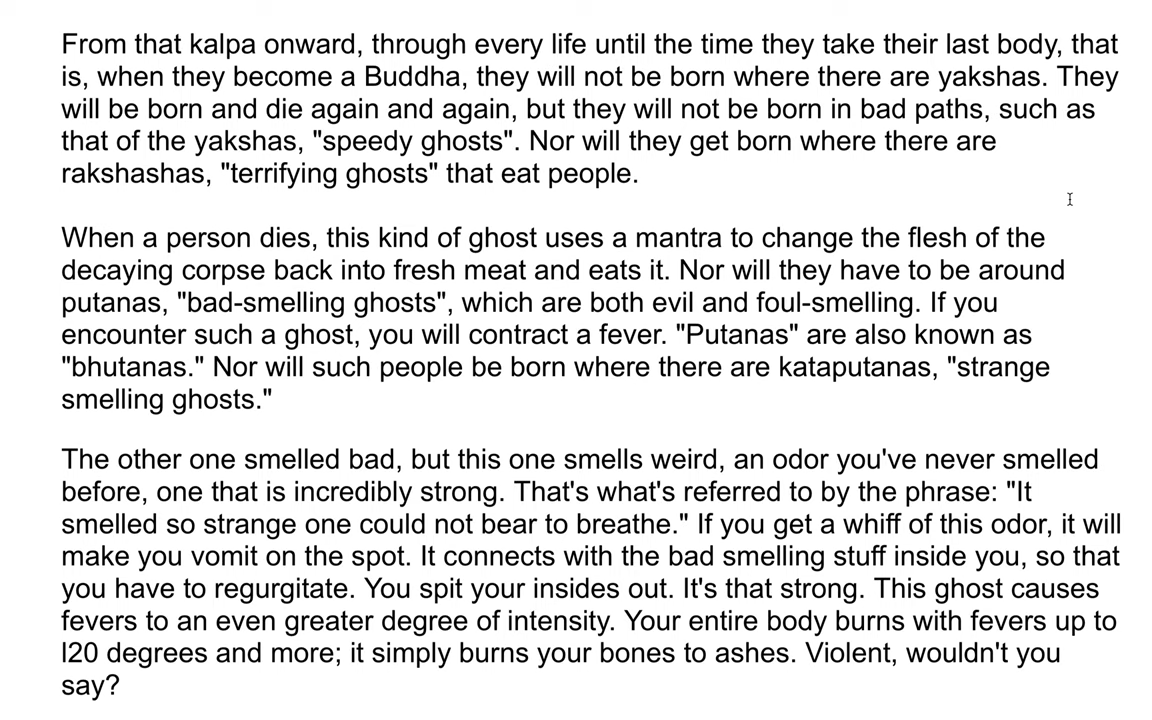 From that kalpa onward, through every life until the time they take their last body, that
is, when they become a Buddha, they will not be born where there are yakshas. They
will be born and die again and again, but they will not be born in bad paths, such as
that of the yakshas, "speedy ghosts". Nor will they get born where there are
rakshashas, "terrifying ghosts" that eat people.
When a person dies, this kind of ghost uses a mantra to change the flesh of the
decaying corpse back into fresh meat and eats it. Nor will they have to be around
putanas, "bad-smelling ghosts", which are both evil and foul-smelling. If you
encounter such a ghost, you will contract a fever. "Putanas" are also known as
"bhutanas." Nor will such people be born where there are kataputanas, "strange
smelling ghosts."
The other one smelled bad, but this one smells weird, an odor you've never smelled
before, one that is incredibly strong. That's what's referred to by the phrase: "It
smelled so strange one could not bear to breathe." If you get a whiff of this odor, it will
make you vomit on the spot. It connects with the bad smelling stuff inside you, so that
you have to regurgitate. You spit your insides out. It's that strong. This ghost causes
fevers to an even greater degree of intensity. Your entire body burns with fevers up to
l20 degrees and more; it simply burns your bones to ashes. Violent, wouldn't you
say?